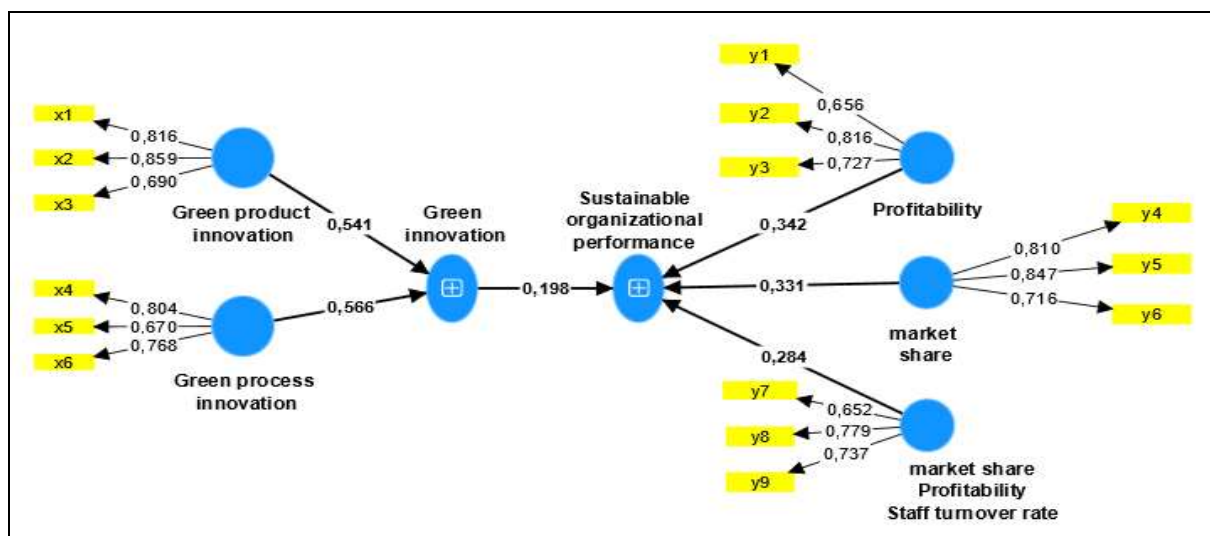 x1
x2
x3
0,816
0,859
0,690
Green product
innovation
0,541
x4
x5
x6
0,804
0,670
0,768
Green process
innovation
0,566
Green
innovation
0,198
Sustainable
organizational
performance
y1
y2
y3
0,656
0,816
0,727
Profitability
0,342
y4
y5
y6
0,810
0,847
0,716
market
share
0,331
0,284
y7
y8
y9
0,652
0,779
0,737
market share
Profitability
Staff turnover rate